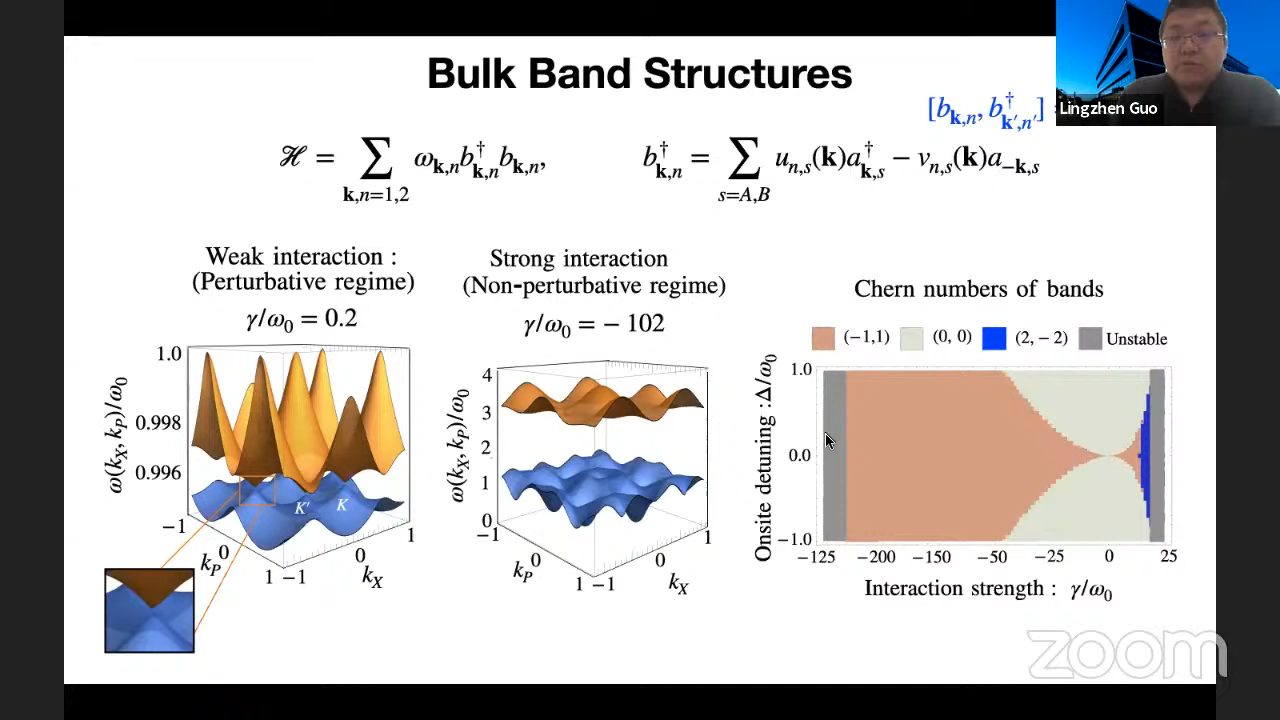 Bulk Band Structures
[b_{k,n}, b†_{k′,n′}]
Lingzhen Guo
ℋ = ∑_{k,n=1,2} ω_{k,n} b†_{k,n} b_{k,n},
b†_{k,n} = ∑_{s=A,B} u_{n,s}(k)a†_{k,s} − v_{n,s}(k)a_{−k,s}
Weak interaction :
(Perturbative regime)
γ/ω₀ = 0.2
1.0
0.998
0.996
ω(k_X, k_P)/ω₀
K′
K
−1
0
1
k_P
−1
0
1
k_X
Strong interaction
(Non-perturbative regime)
γ/ω₀ = − 102
4
3
2
1
0
ω(k_X, k_P)/ω₀
−1
0
1
k_P
−1
0
1
k_X
Chern numbers of bands
(−1,1)
(0, 0)
(2, − 2)
Unstable
Onsite detuning :Δ/ω₀
1.0
0.0
−1.0
−125
−200
−150
−50
−25
0
25
Interaction strength : γ/ω₀
zoom